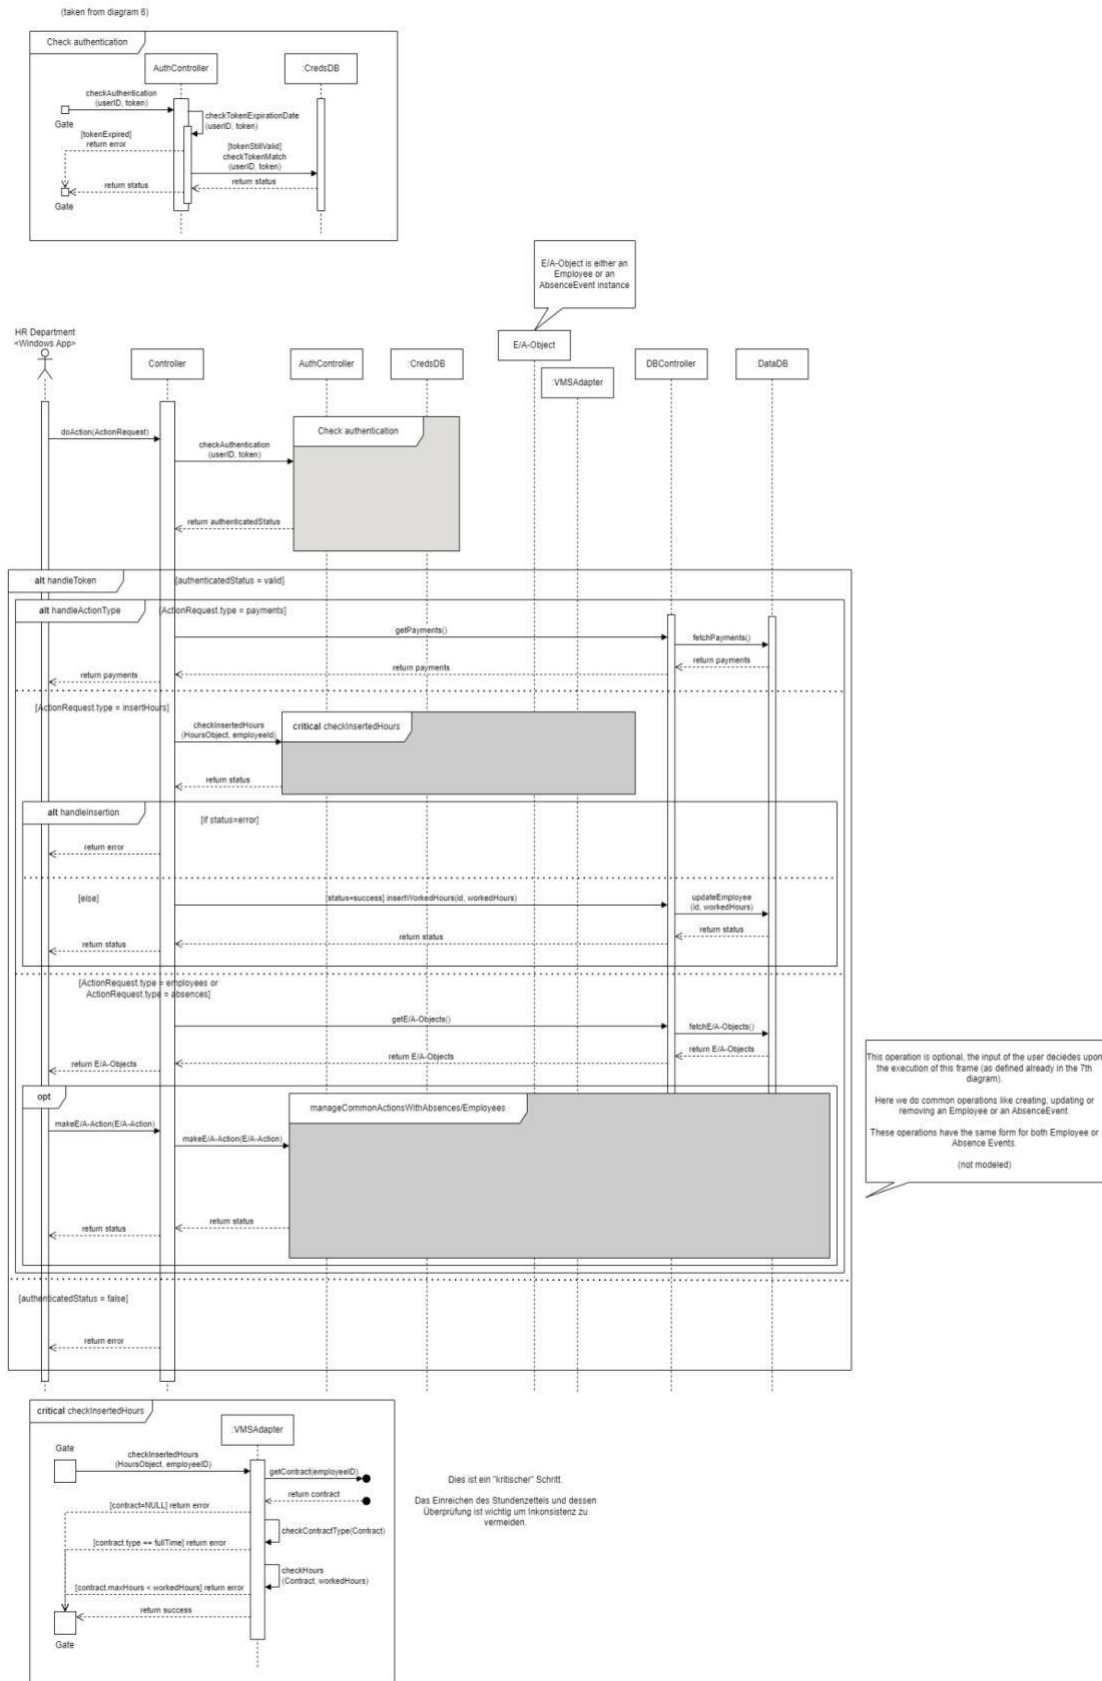 (taken from diagram 6)
Check authentication
AuthController
:CredsDB
checkAuthentication
(userID, token)
Gate
checkTokenExpirationDate
(userID, token)
[tokenExpired]
return error
[tokenStillValid]
checkTokenMatch
(userID, token)
return status
return status
Gate
E/A-Object is either an
Employee or an
AbsenceEvent instance
HR Department
<Windows App>
Controller
AuthController
:CredsDB
E/A-Object
:VMSAdapter
DBController
:DataDB
doAction(ActionRequest)
Check authentication
checkAuthentication
(userID, token)
return authenticatedStatus
alt handleToken
[authenticatedStatus = valid]
alt handleActionType
[ActionRequest.type = payments]
getPayments()
fetchPayments()
return payments
return payments
return payments
[ActionRequest.type = insertHours]
checkInsertedHours
(HoursObject, employeeId)
critical checkInsertedHours
return status
alt handleInsertion
[if status=error]
return error
[else]
[status=success] insertWorkedHours(id, workedHours)
updateEmployee
(id, workedHours)
return status
return status
return status
[ActionRequest.type = employees or
ActionRequest.type = absences]
getE/A-Objects()
fetchE/A-Objects()
return E/A-Objects
return E/A-Objects
return E/A-Objects
opt
manageCommonActionsWithAbsences/Employees
makeE/A-Action(E/A-Action)
makeE/A-Action(E/A-Action)
return status
return status
This operation is optional, the input of the user deciedes upon
the execution of this frame (as defined already in the 7th
diagram).
Here we do common operations like creating, updating or
removing an Employee or an AbsenceEvent.
These operations have the same form for both Employee or
Absence Events.
(not modeled)
[authenticatedStatus = false]
return error
critical checkInsertedHours
:VMSAdapter
Gate
checkInsertedHours
(HoursObject, employeeID)
getContract(employeeID)
return contract
[contract=NULL] return error
checkContractType(Contract)
[contract.type == fullTime] return error
checkHours
(Contract, workedHours)
[contract.maxHours < workedHours] return error
return success
Gate
Dies ist ein "kritischer" Schritt.
Das Einreichen des Stundenzettels und dessen
Überprüfung ist wichtig um Inkonsistenz zu
vermeiden.